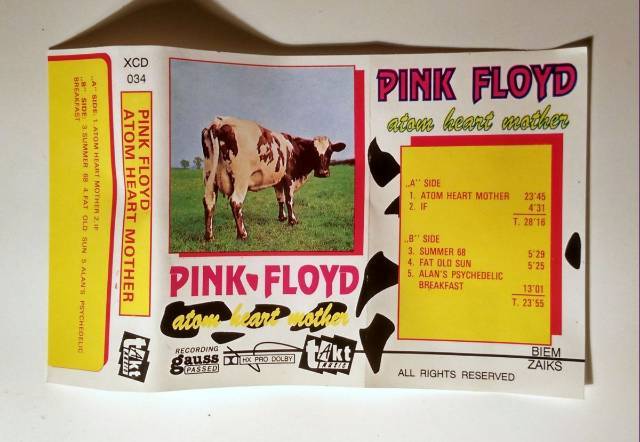 „A" SIDE: 1. ATOM HEART MOTHER 2. IF
„B" SIDE: 3. SUMMER 68 4. FAT OLD SUN 5. ALAN'S PSYCHEDELIC
BREAKFAST
XCD
034
PINK FLOYD
ATOM HEART MOTHER
takt
PINK FLOYD
atom heart mother
RECORDING
gauss
PASSED
HX PRO DOLBY
takt
MUSIC
PINK FLOYD
atom heart mother
„A" SIDE
1. ATOM HEART MOTHER 23'45
2. IF 4'31
T. 28'16
„B" SIDE
3. SUMMER 68 5'29
4. FAT OLD SUN 5'25
5. ALAN'S PSYCHEDELIC
BREAKFAST 13'01
T. 23'55
BIEM
ZAIKS
ALL RIGHTS RESERVED